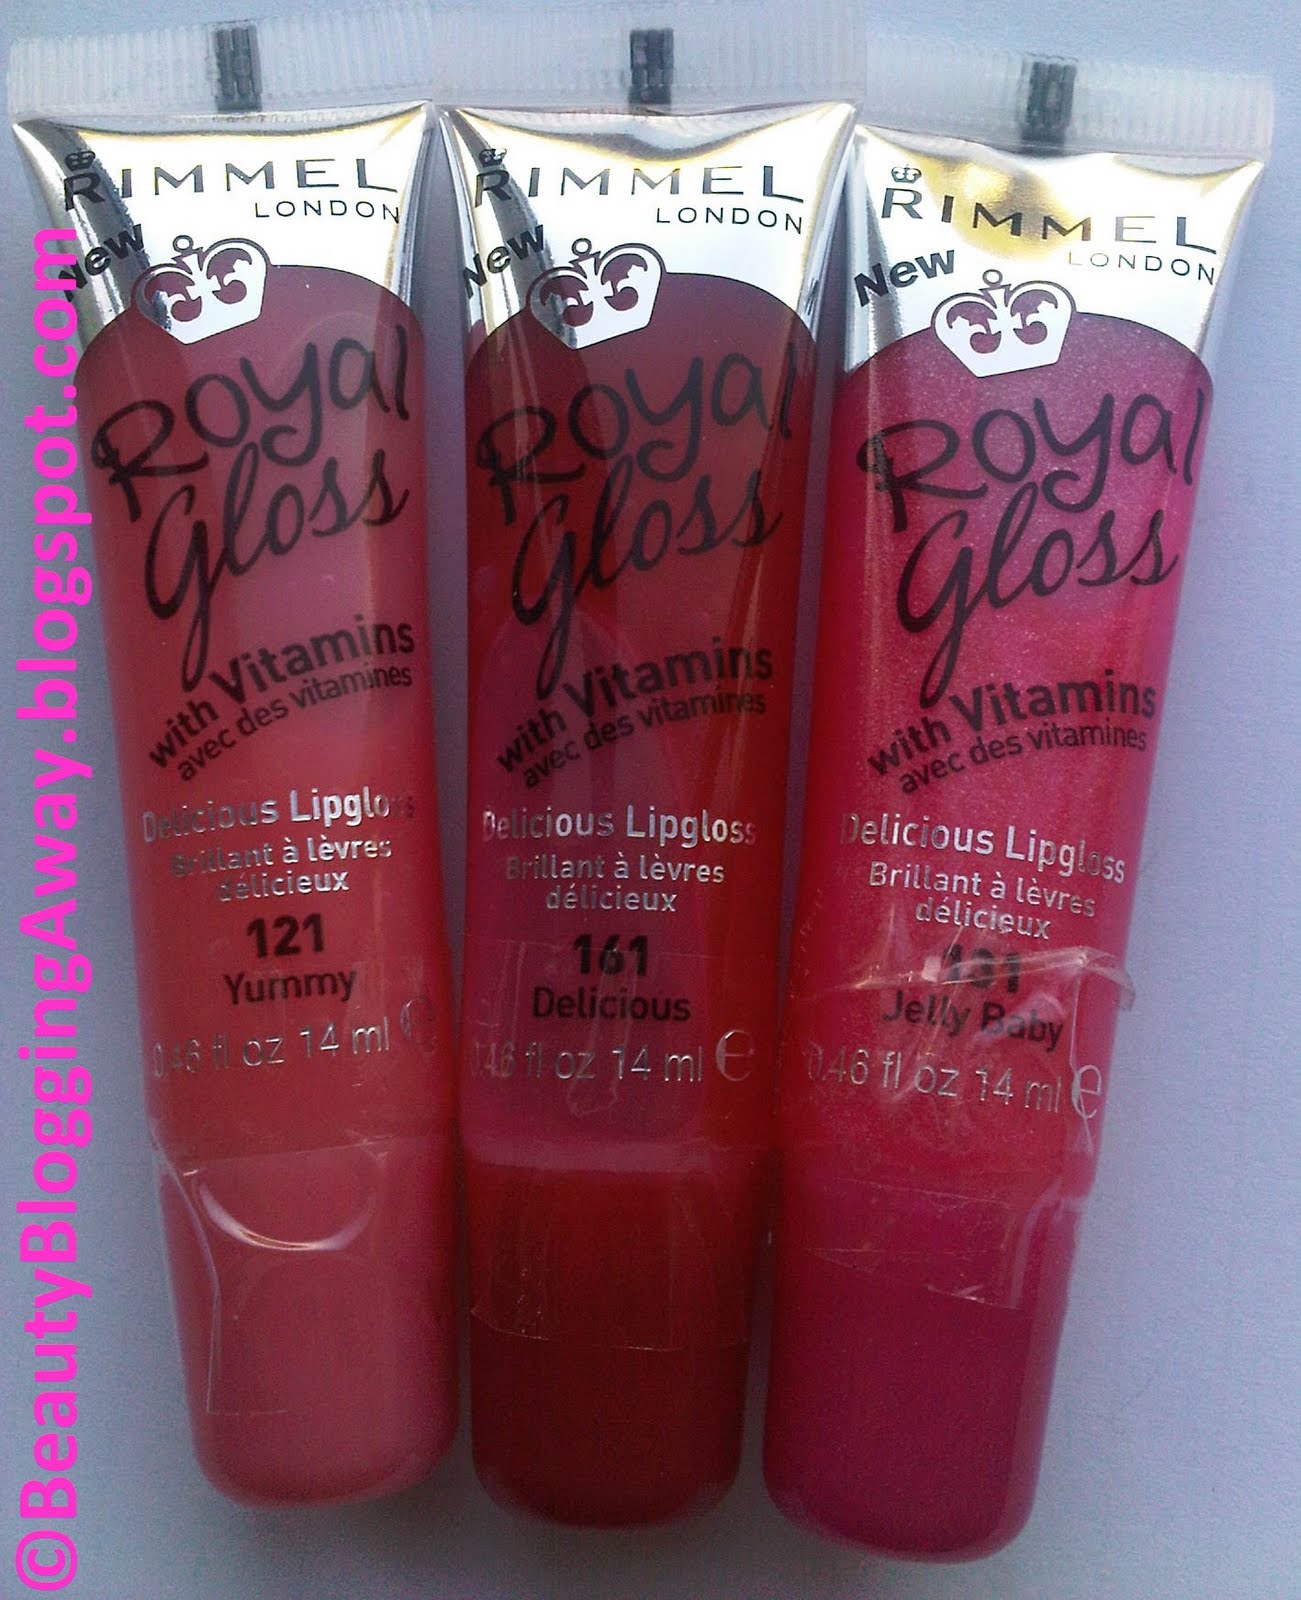 RIMMEL
LONDON
New
Royal
Gloss
with Vitamins
avec des vitamines
Delicious Lipgloss
Brillant à lèvres
délicieux
121
Yummy
0.46 fl oz 14 ml e
RIMMEL
LONDON
New
Royal
Gloss
with Vitamins
avec des vitamines
Delicious Lipgloss
Brillant à lèvres
délicieux
161
Delicious
0.46 fl oz 14 ml e
RIMMEL
LONDON
New
Royal
Gloss
with Vitamins
avec des vitamines
Delicious Lipgloss
Brillant à lèvres
délicieux
131
Jelly Baby
0.46 fl oz 14 ml e
©BeautyBloggingAway.blogspot.com